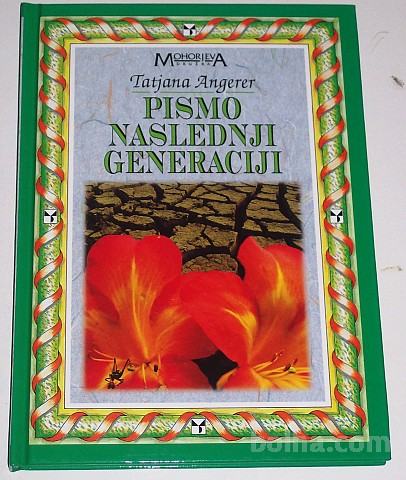 MOHORJEVA
DRUŽBA
Tatjana Angerer
PISMO
NASLEDNJI
GENERACIJI
bolha.com